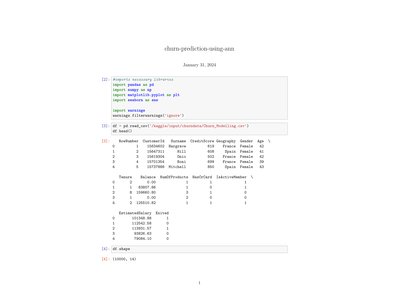 churn-prediction-using-ann
January 31, 2024
[2]: #imports necessary libraries
import pandas as pd
import numpy as np
import matplotlib.pyplot as plt
import seaborn as sns
import warnings
warnings.filterwarnings('ignore')
[3]: df = pd.read_csv('/kaggle/input/churndata/Churn_Modelling.csv')
df.head()
[3]: RowNumber CustomerId Surname CreditScore Geography Gender Age \
0 1 15634602 Hargrave 619 France Female 42
1 2 15647311 Hill 608 Spain Female 41
2 3 15619304 Onio 502 France Female 42
3 4 15701354 Boni 699 France Female 39
4 5 15737888 Mitchell 850 Spain Female 43
Tenure Balance NumOfProducts HasCrCard IsActiveMember \
0 2 0.00 1 1 1
1 1 83807.86 1 0 1
2 8 159660.80 3 1 0
3 1 0.00 2 0 0
4 2 125510.82 1 1 1
EstimatedSalary Exited
0 101348.88 1
1 112542.58 0
2 113931.57 1
3 93826.63 0
4 79084.10 0
[4]: df.shape
[4]: (10000, 14)
1